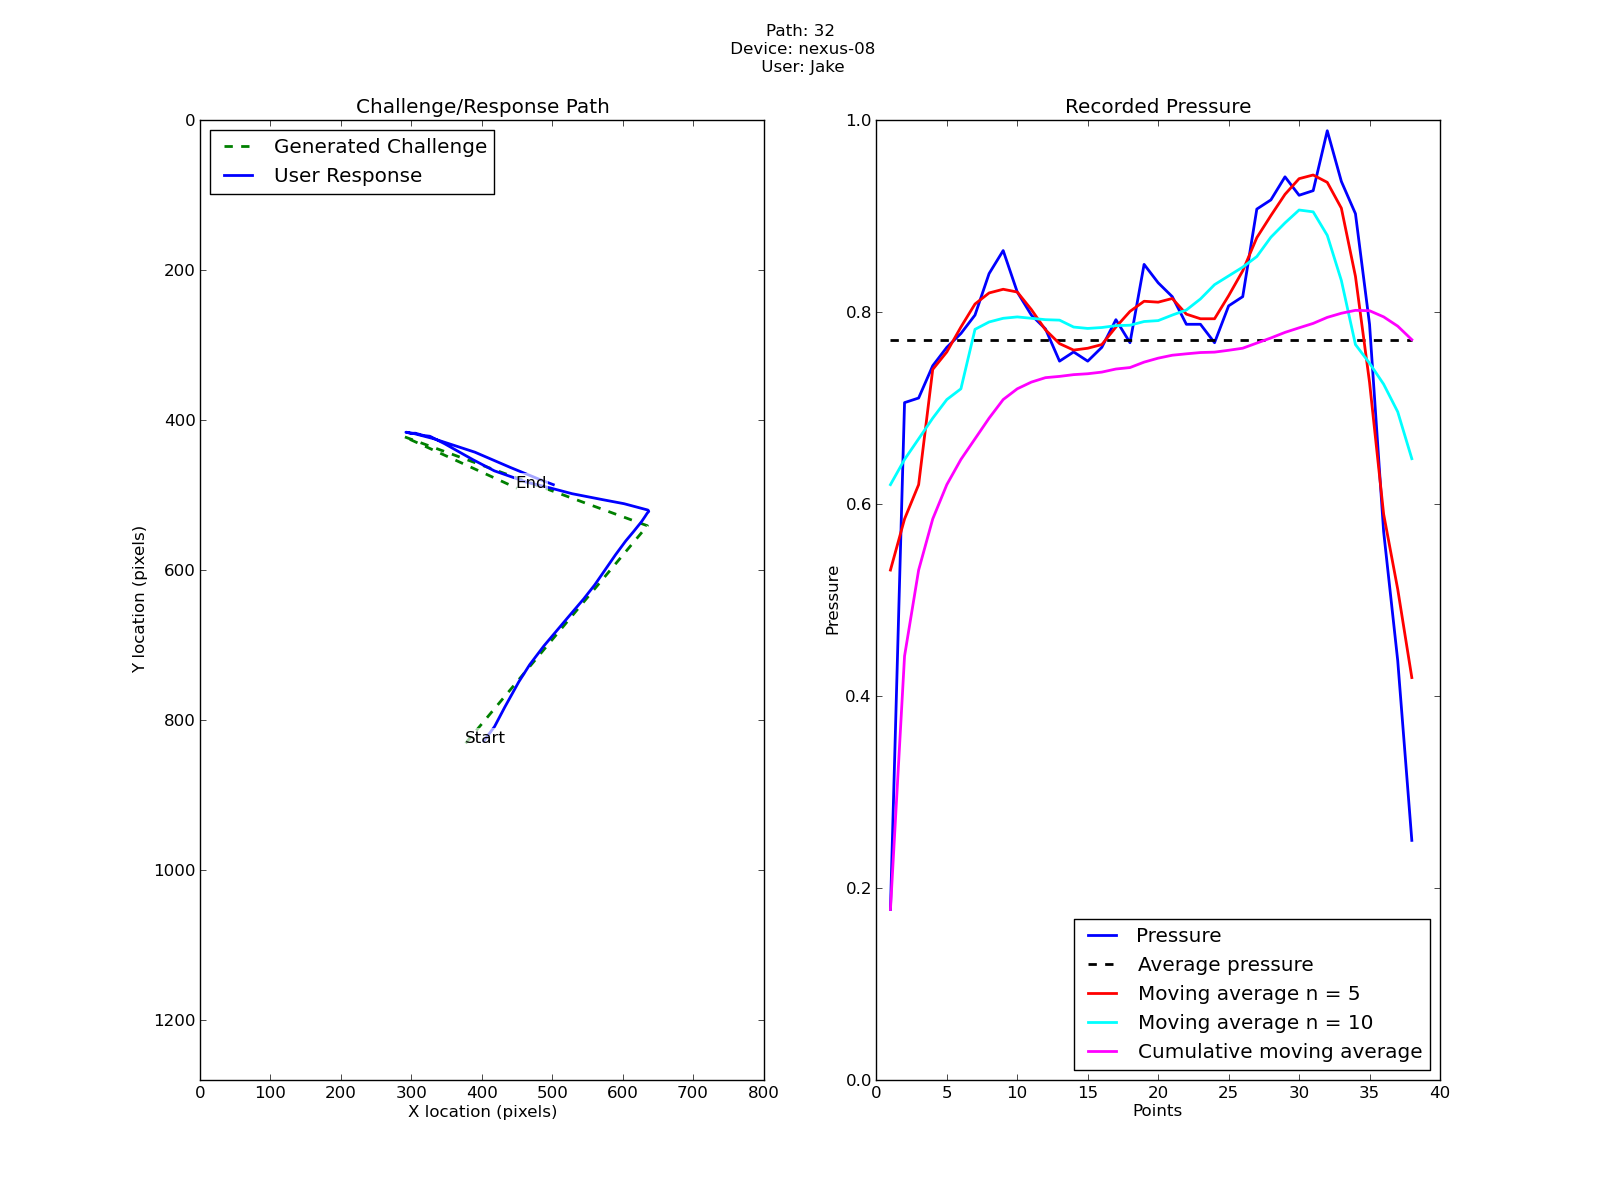 Path: 32
Device: nexus-08
User: Jake
Challenge/Response Path
Generated Challenge
User Response
0
200
400
600
800
1000
1200
Y location (pixels)
End
Start
0 100 200 300 400 500 600 700 800
X location (pixels)
Recorded Pressure
1.0
0.8
0.6
0.4
0.2
0.0
Pressure
Pressure
Average pressure
Moving average n = 5
Moving average n = 10
Cumulative moving average
0 5 10 15 20 25 30 35 40
Points